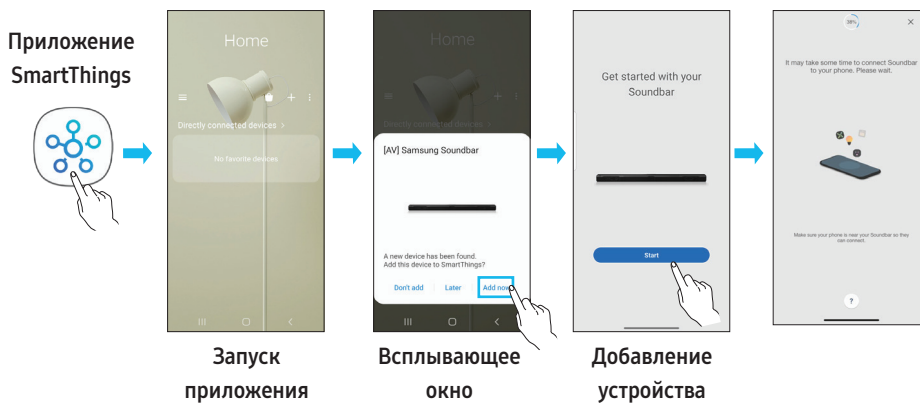 Приложение
SmartThings
Home
Directly connected devices >
No favorite devices
Запуск
приложения
Home
Directly connected devices >
[AV] Samsung Soundbar
A new device has been found.
Add this device to SmartThings?
Don't add
Later
Add now
Всплывающее
окно
Get started with your
Soundbar
Start
Добавление
устройства
38%
It may take some time to connect Soundbar
to your phone. Please wait.
Make sure your phone is near your Soundbar so they
can connect.
?